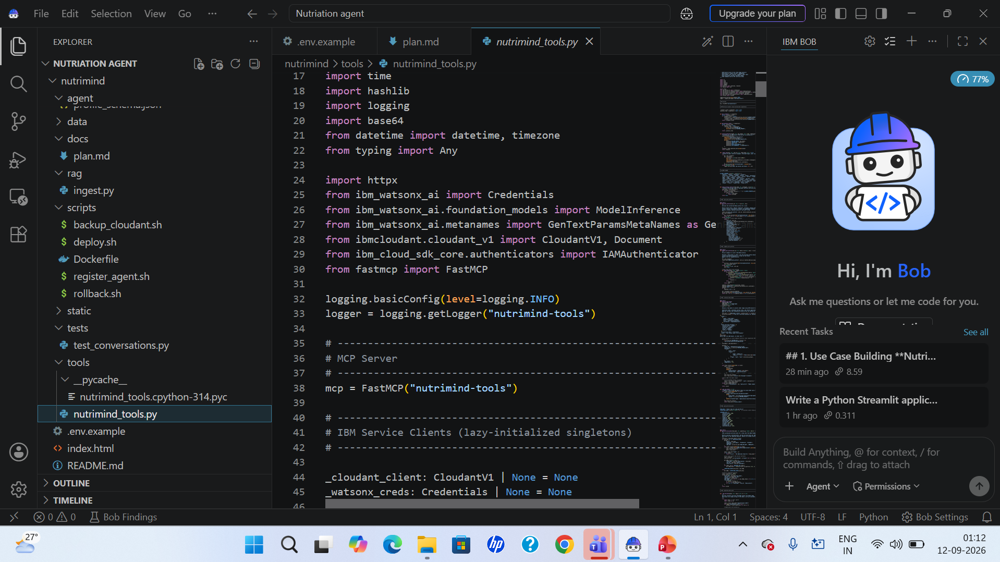 File Edit Selection View Go ···
Nutriation agent
Upgrade your plan
EXPLORER
NUTRIATION AGENT
nutrimind
agent
profile_schema.json
data
docs
plan.md
rag
ingest.py
scripts
backup_cloudant.sh
deploy.sh
Dockerfile
register_agent.sh
rollback.sh
static
tests
test_conversations.py
tools
__pycache__
nutrimind_tools.cpython-314.pyc
nutrimind_tools.py
.env.example
index.html
README.md
OUTLINE
TIMELINE
.env.example plan.md nutrimind_tools.py
nutrimind > tools > nutrimind_tools.py
17 import time
18 import hashlib
19 import logging
20 import base64
21 from datetime import datetime, timezone
22 from typing import Any
23
24 import httpx
25 from ibm_watsonx_ai import Credentials
26 from ibm_watsonx_ai.foundation_models import ModelInference
27 from ibm_watsonx_ai.metanames import GenTextParamsMetaNames as Ge
28 from ibmcloudant.cloudant_v1 import CloudantV1, Document
29 from ibm_cloud_sdk_core.authenticators import IAMAuthenticator
30 from fastmcp import FastMCP
31
32 logging.basicConfig(level=logging.INFO)
33 logger = logging.getLogger("nutrimind-tools")
34
35 # ---------------------------------------------------------------
36 # MCP Server
37 # ---------------------------------------------------------------
38 mcp = FastMCP("nutrimind-tools")
39
40 # ---------------------------------------------------------------
41 # IBM Service Clients (lazy-initialized singletons)
42 # ---------------------------------------------------------------
43
44 _cloudant_client: CloudantV1 | None = None
45 _watsonx_creds: Credentials | None = None
46
IBM BOB
77%
Hi, I'm Bob
Ask me questions or let me code for you.
Recent Tasks See all
## 1. Use Case Building **Nutri...
28 min ago 8.59
Write a Python Streamlit applic...
1 hr ago 0.311
Build Anything, @ for context, / for
commands, ⇧ drag to attach
Agent Permissions
0 0 Bob Findings
Ln 1, Col 1 Spaces: 4 UTF-8 LF Python Bob Settings
27°
ENG
IN
01:12
12-09-2026